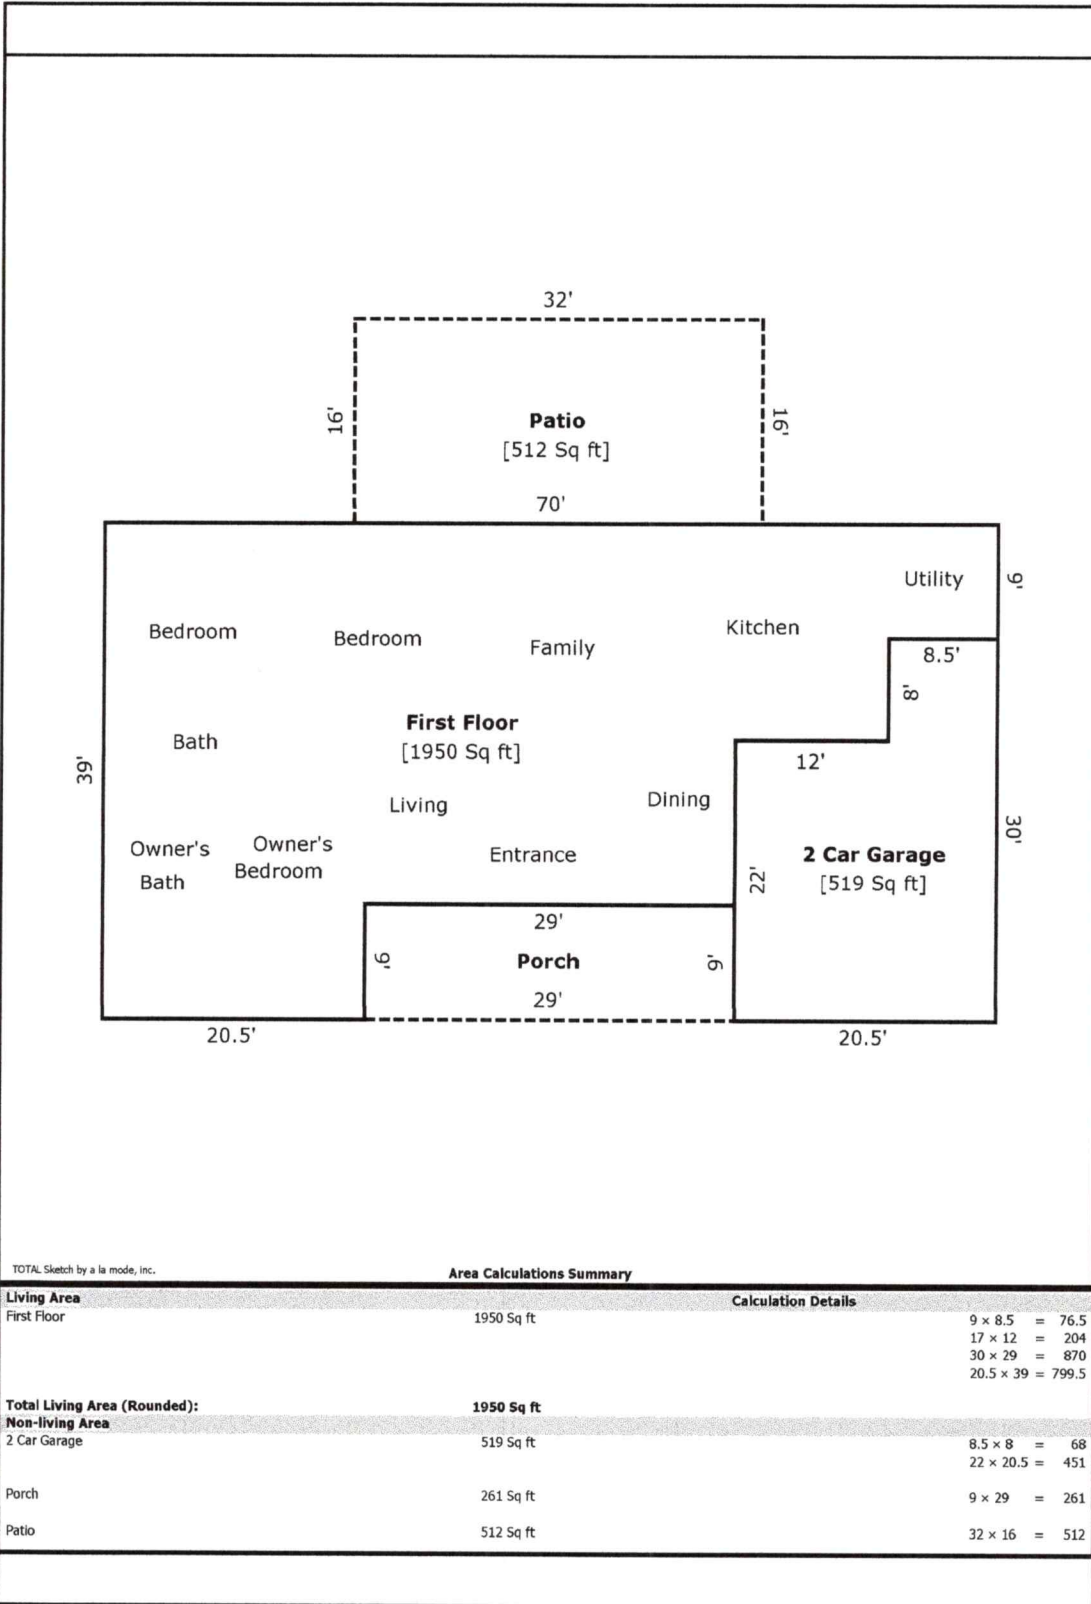 32'
16'
16'
Patio
[512 Sq ft]
70'
Utility
9'
Bedroom
Bedroom
Family
Kitchen
8.5'
8'
First Floor
[1950 Sq ft]
Bath
12'
39'
Living
Dining
30'
Owner's
Bath
Owner's
Bedroom
Entrance
22'
2 Car Garage
[519 Sq ft]
29'
9'
Porch
9'
29'
20.5'
20.5'
TOTAL Sketch by a la mode, inc.
Area Calculations Summary
Living Area Calculation Details
First Floor 1950 Sq ft 9 × 8.5 = 76.5
17 × 12 = 204
30 × 29 = 870
20.5 × 39 = 799.5
Total Living Area (Rounded): 1950 Sq ft
Non-living Area
2 Car Garage 519 Sq ft 8.5 × 8 = 68
22 × 20.5 = 451
Porch 261 Sq ft 9 × 29 = 261
Patio 512 Sq ft 32 × 16 = 512